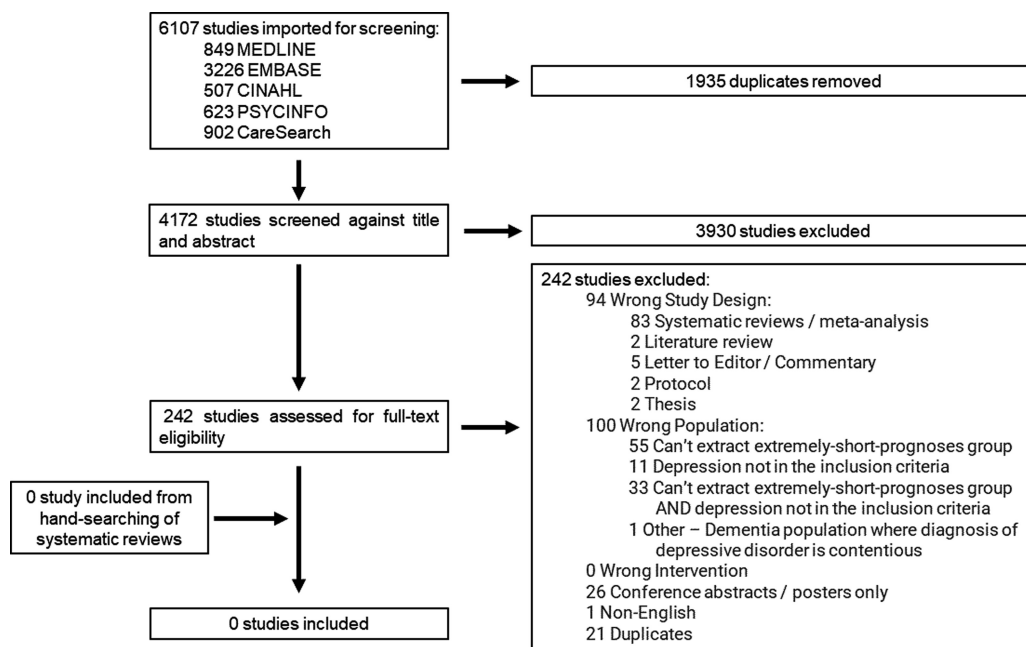 6107 studies imported for screening:
849 MEDLINE
3226 EMBASE
507 CINAHL
623 PSYCINFO
902 CareSearch
1935 duplicates removed
4172 studies screened against title
and abstract
3930 studies excluded
242 studies assessed for full-text
eligibility
242 studies excluded:
94 Wrong Study Design:
83 Systematic reviews / meta-analysis
2 Literature review
5 Letter to Editor / Commentary
2 Protocol
2 Thesis
100 Wrong Population:
55 Can't extract extremely-short-prognoses group
11 Depression not in the inclusion criteria
33 Can't extract extremely-short-prognoses group
AND depression not in the inclusion criteria
1 Other – Dementia population where diagnosis of
depressive disorder is contentious
0 Wrong Intervention
26 Conference abstracts / posters only
1 Non-English
21 Duplicates
0 study included from
hand-searching of
systematic reviews
0 studies included